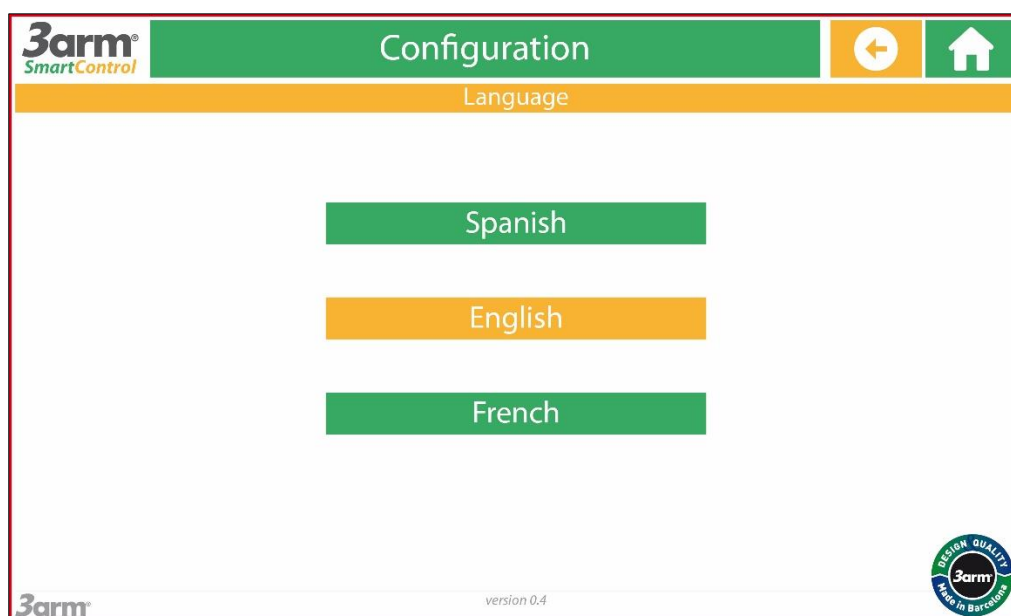 3arm®
SmartControl
Configuration
Language
Spanish
English
French
version 0.4
3arm®
DESIGN QUALITY
3arm
Made in Barcelona